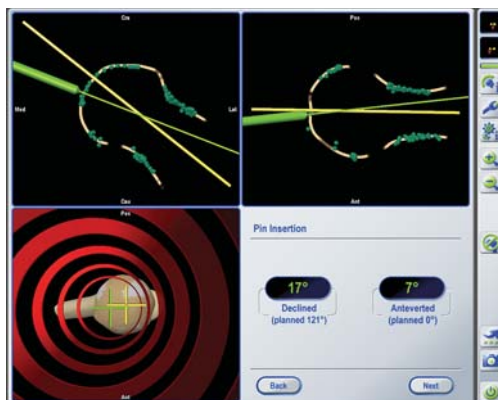 Cra
Pos
Med
Lat
Cau
Ant
Pos
Pin Insertion
17°
7°
Declined
Anteverted
(planned 121°)
(planned 0°)
Back
Next
Ant